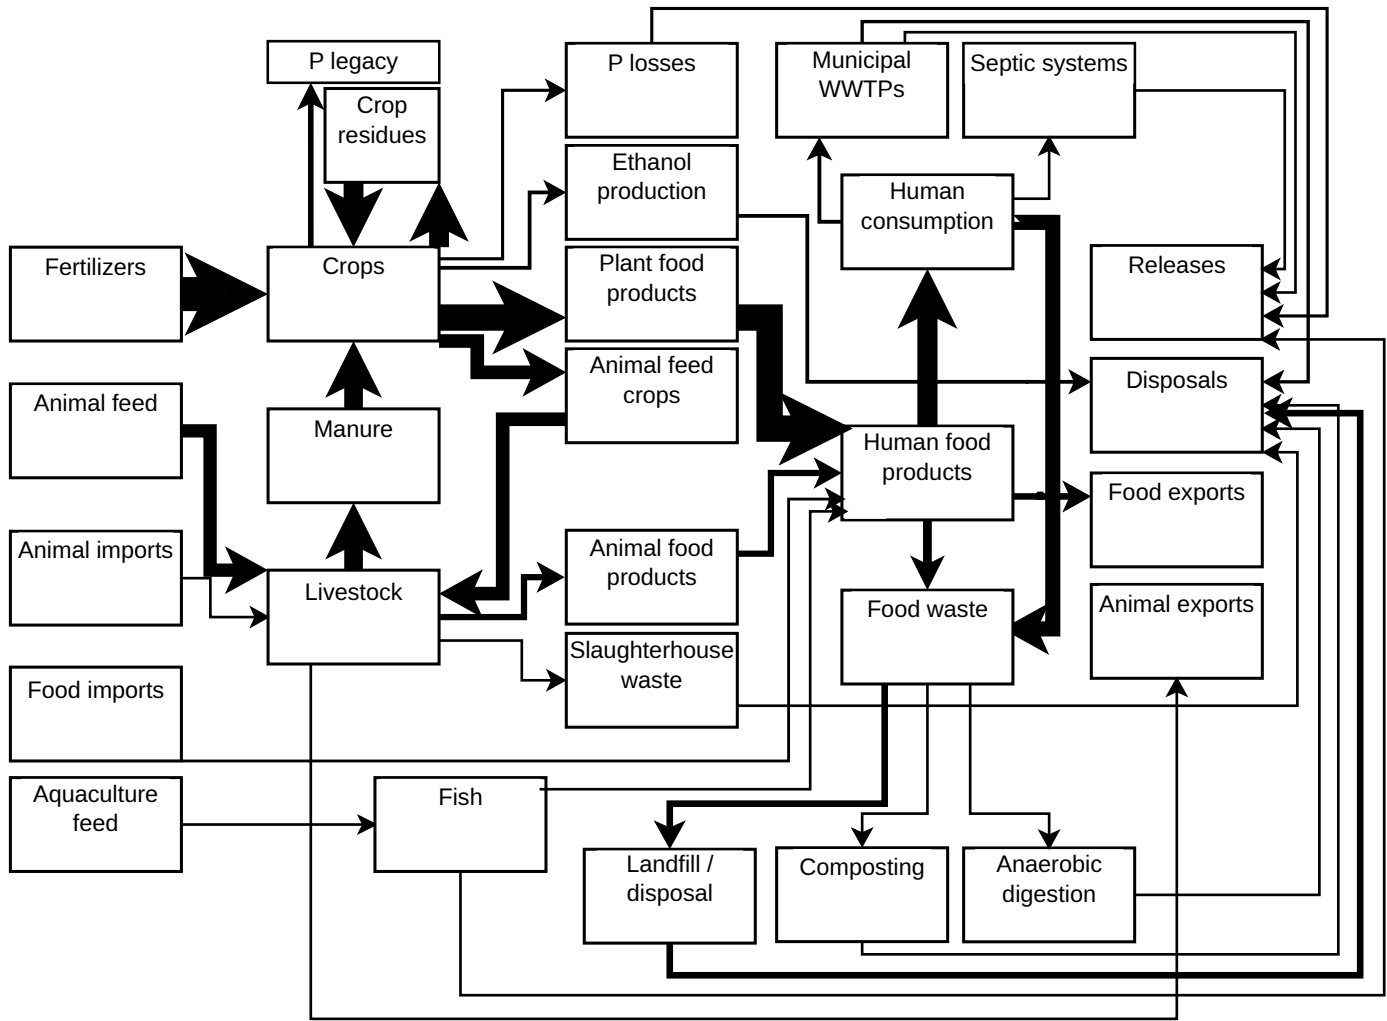 P legacy
Crop
residues
P losses
Municipal
WWTPs
Septic systems
Ethanol
production
Human
consumption
Fertilizers
Crops
Plant food
products
Releases
Animal feed
Manure
Animal feed
crops
Human food
products
Disposals
Food exports
Animal imports
Livestock
Animal food
products
Food waste
Animal exports
Slaughterhouse
waste
Food imports
Aquaculture
feed
Fish
Landfill /
disposal
Composting
Anaerobic
digestion